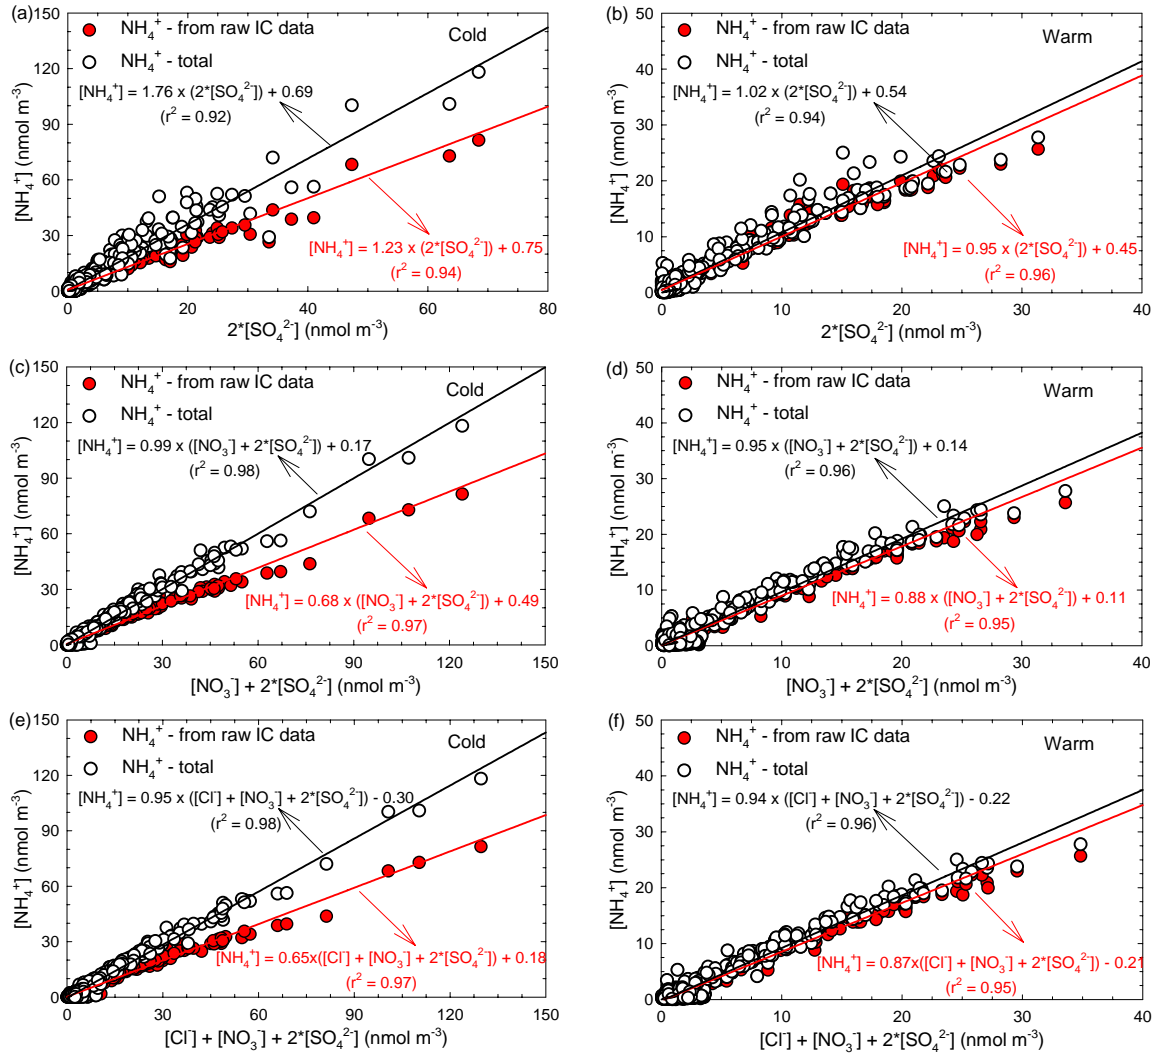 (a)
150
120
90
60
30
0
[NH₄⁺] (nmol m⁻³)
NH₄⁺ - from raw IC data
Cold
NH₄⁺ - total
[NH₄⁺] = 1.76 x (2*[SO₄²⁻]) + 0.69
(r² = 0.92)
[NH₄⁺] = 1.23 x (2*[SO₄²⁻]) + 0.75
(r² = 0.94)
0 10 20 30 40 50 60 70 80
2*[SO₄²⁻] (nmol m⁻³)
(b)
50
40
30
20
10
0
[NH₄⁺] (nmol m⁻³)
NH₄⁺ - from raw IC data
Warm
NH₄⁺ - total
[NH₄⁺] = 1.02 x (2*[SO₄²⁻]) + 0.54
(r² = 0.94)
[NH₄⁺] = 0.95 x (2*[SO₄²⁻]) + 0.45
(r² = 0.96)
0 10 20 30 40
2*[SO₄²⁻] (nmol m⁻³)
(c)
150
120
90
60
30
0
[NH₄⁺] (nmol m⁻³)
NH₄⁺ - from raw IC data
Cold
NH₄⁺ - total
[NH₄⁺] = 0.99 x ([NO₃⁻] + 2*[SO₄²⁻]) + 0.17
(r² = 0.98)
[NH₄⁺] = 0.68 x ([NO₃⁻] + 2*[SO₄²⁻]) + 0.49
(r² = 0.97)
0 30 60 90 120 150
[NO₃⁻] + 2*[SO₄²⁻] (nmol m⁻³)
(d)
50
40
30
20
10
0
[NH₄⁺] (nmol m⁻³)
NH₄⁺ - from raw IC data
Warm
NH₄⁺ - total
[NH₄⁺] = 0.95 x ([NO₃⁻] + 2*[SO₄²⁻]) + 0.14
(r² = 0.96)
[NH₄⁺] = 0.88 x ([NO₃⁻] + 2*[SO₄²⁻]) + 0.11
(r² = 0.95)
0 10 20 30 40
[NO₃⁻] + 2*[SO₄²⁻] (nmol m⁻³)
(e)
150
120
90
60
30
0
[NH₄⁺] (nmol m⁻³)
NH₄⁺ - from raw IC data
Cold
NH₄⁺ - total
[NH₄⁺] = 0.95 x ([Cl⁻] + [NO₃⁻] + 2*[SO₄²⁻]) - 0.30
(r² = 0.98)
[NH₄⁺] = 0.65x([Cl⁻] + [NO₃⁻] + 2*[SO₄²⁻]) + 0.18
(r² = 0.97)
0 30 60 90 120 150
[Cl⁻] + [NO₃⁻] + 2*[SO₄²⁻] (nmol m⁻³)
(f)
50
40
30
20
10
0
[NH₄⁺] (nmol m⁻³)
NH₄⁺ - from raw IC data
Warm
NH₄⁺ - total
[NH₄⁺] = 0.94 x ([Cl⁻] + [NO₃⁻] + 2*[SO₄²⁻]) - 0.22
(r² = 0.96)
[NH₄⁺] = 0.87x([Cl⁻] + [NO₃⁻] + 2*[SO₄²⁻]) - 0.21
(r² = 0.95)
0 10 20 30 40
[Cl⁻] + [NO₃⁻] + 2*[SO₄²⁻] (nmol m⁻³)